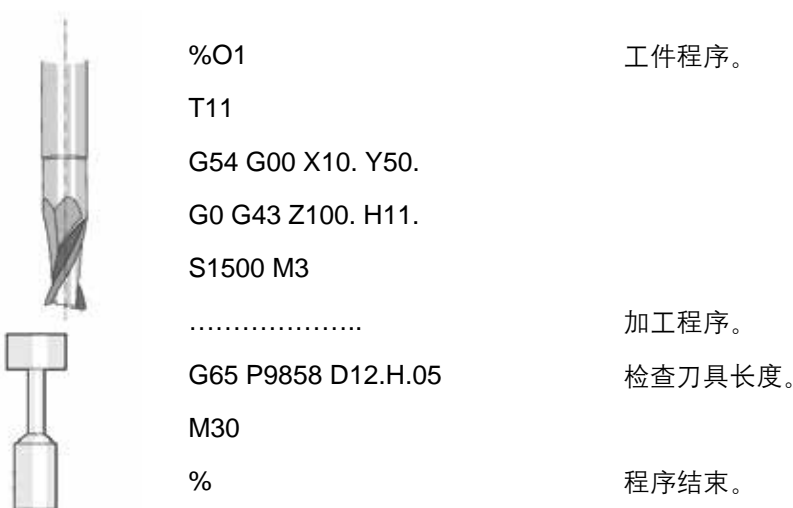 %O1 工件程序。
T11
G54 G00 X10. Y50.
G0 G43 Z100. H11.
S1500 M3
……………….. 加工程序。
G65 P9858 D12.H.05 检查刀具长度。
M30
% 程序结束。